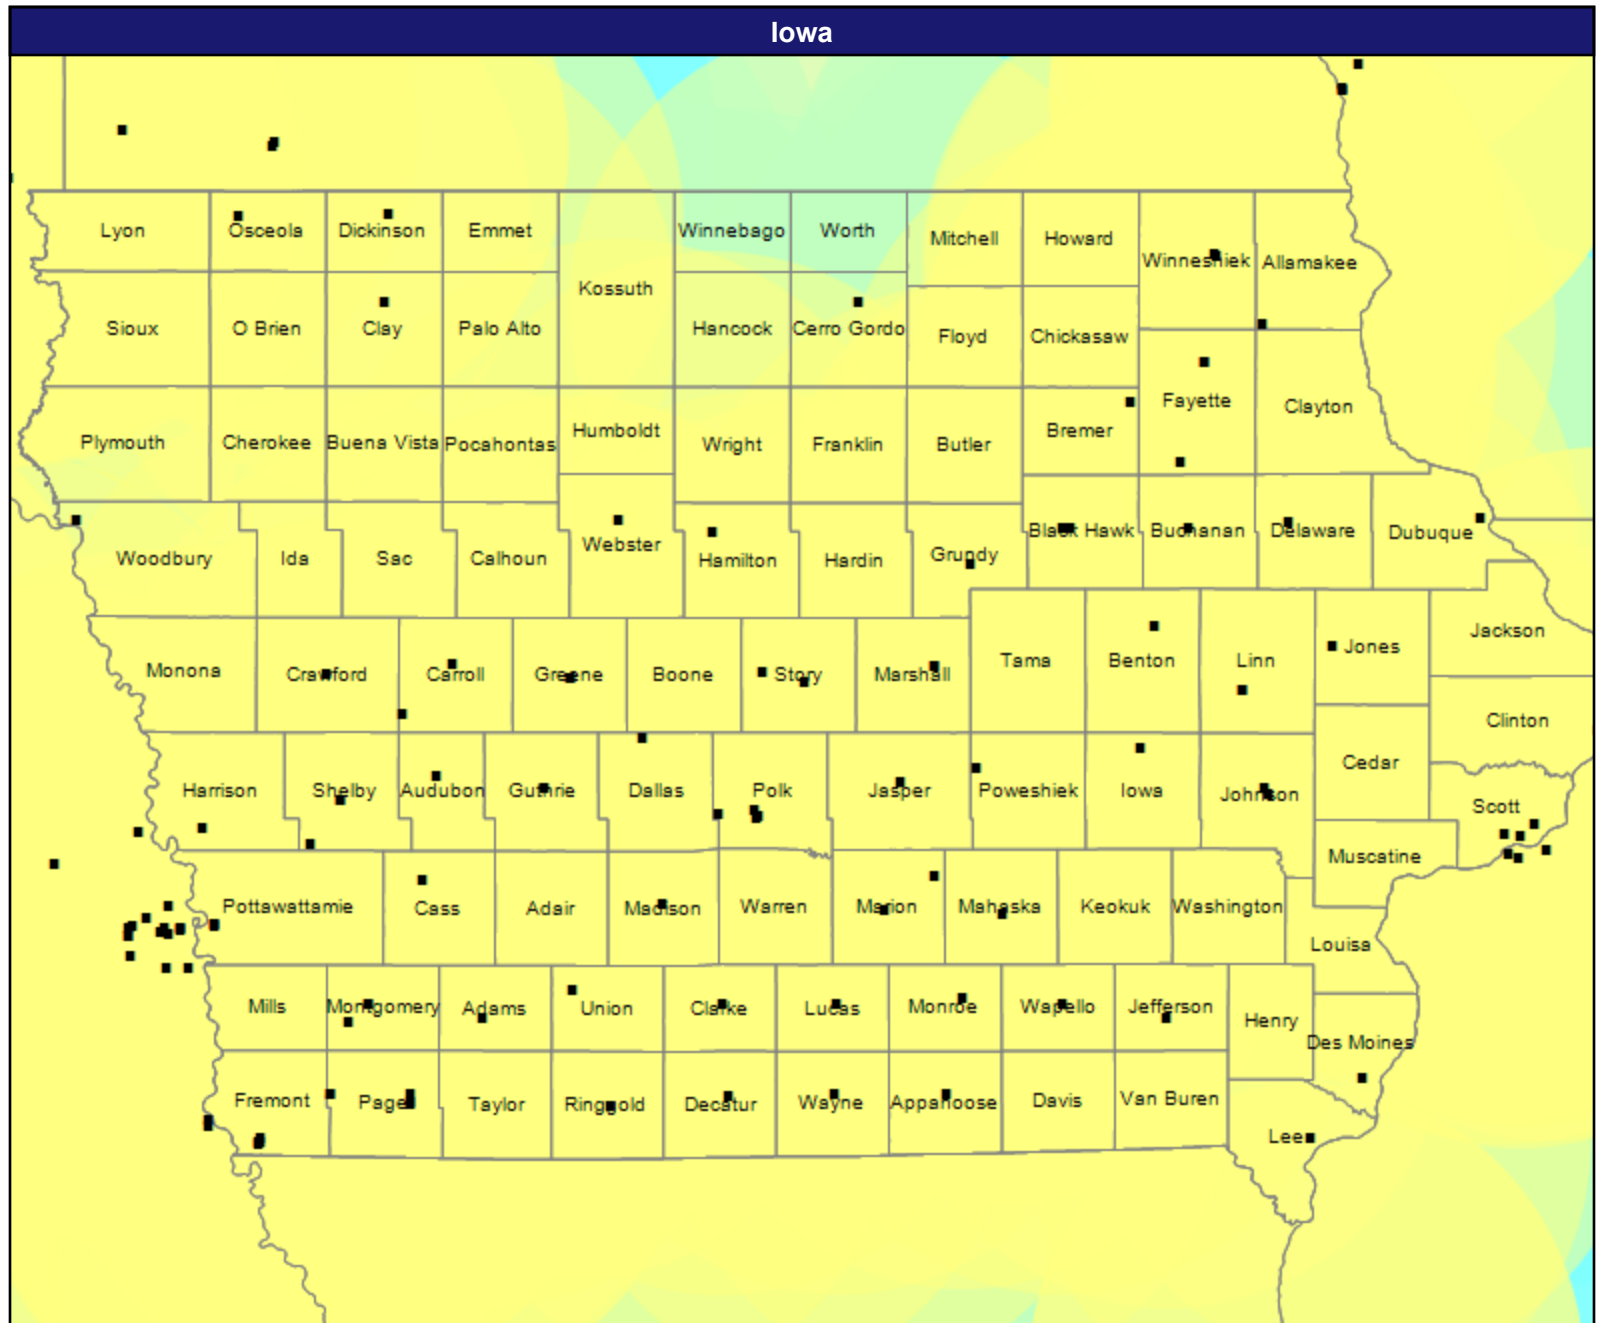 Iowa
Lyon
Osceola
Dickinson
Emmet
Winnebago
Worth
Mitchell
Howard
Winneshiek
Allamakee
Kossuth
Sioux
O Brien
Clay
Palo Alto
Hancock
Cerro Gordo
Floyd
Chickasaw
Plymouth
Cherokee
Buena Vista
Pocahontas
Humboldt
Wright
Franklin
Butler
Bremer
Fayette
Clayton
Woodbury
Ida
Sac
Calhoun
Webster
Hamilton
Hardin
Grundy
Black Hawk
Buchanan
Delaware
Dubuque
Monona
Crawford
Carroll
Greene
Boone
Story
Marshall
Tama
Benton
Linn
Jones
Jackson
Clinton
Harrison
Shelby
Audubon
Guthrie
Dallas
Polk
Jasper
Poweshiek
Iowa
Johnson
Cedar
Scott
Muscatine
Pottawattamie
Cass
Adair
Madison
Warren
Marion
Mahaska
Keokuk
Washington
Louisa
Mills
Montgomery
Adams
Union
Clarke
Lucas
Monroe
Wapello
Jefferson
Henry
Des Moines
Fremont
Page
Taylor
Ringgold
Decatur
Wayne
Appanoose
Davis
Van Buren
Lee